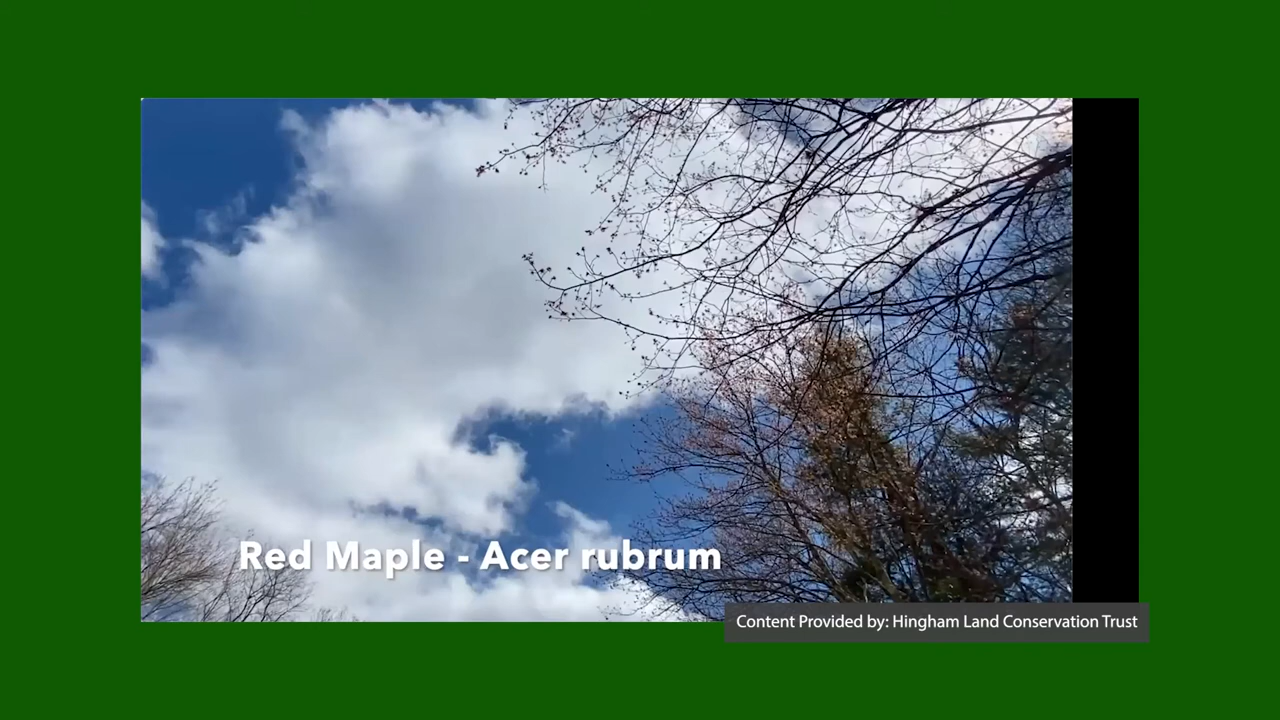 Red Maple - Acer rubrum
Content Provided by: Hingham Land Conservation Trust